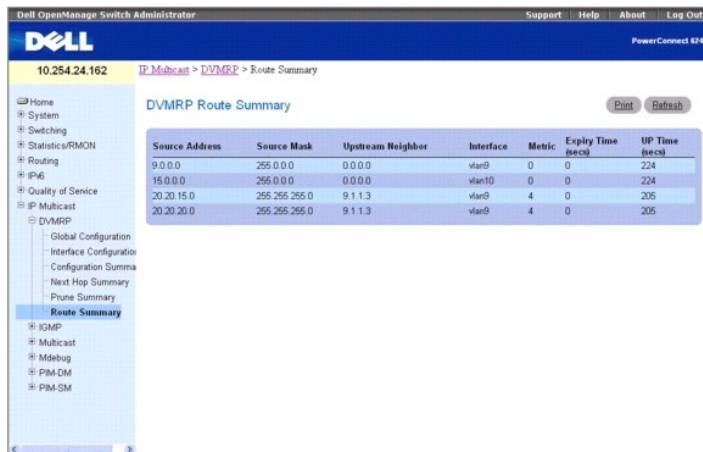 Dell OpenManage Switch Administrator Support Help About Log Out
DELL
PowerConnect 624
10.254.24.162
IP Multicast > DVMRP > Route Summary
Home
System
Switching
Statistics/RMON
Routing
IPv6
Quality of Service
IP Multicast
DVMRP
Global Configuration
Interface Configuration
Configuration Summa
Next Hop Summary
Prune Summary
Route Summary
IGMP
Multicast
Mdebug
PIM-DM
PIM-SM
DVMRP Route Summary
Print Refresh
Source Address Source Mask Upstream Neighbor Interface Metric Expiry Time (secs) UP Time (secs)
9.0.0.0 255.0.0.0 0.0.0.0 vlan9 0 0 224
15.0.0.0 255.0.0.0 0.0.0.0 vlan10 0 0 224
20.20.15.0 255.255.255.0 9.1.1.3 vlan9 4 0 205
20.20.20.0 255.255.255.0 9.1.1.3 vlan9 4 0 205